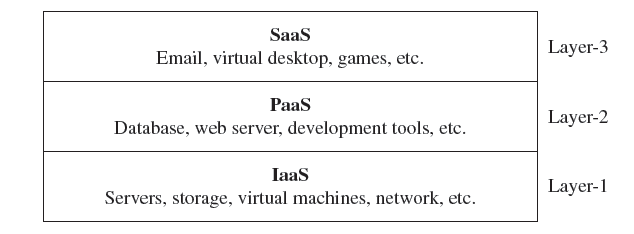 SaaS
Email, virtual desktop, games, etc.
Layer-3
PaaS
Database, web server, development tools, etc.
Layer-2
IaaS
Servers, storage, virtual machines, network, etc.
Layer-1